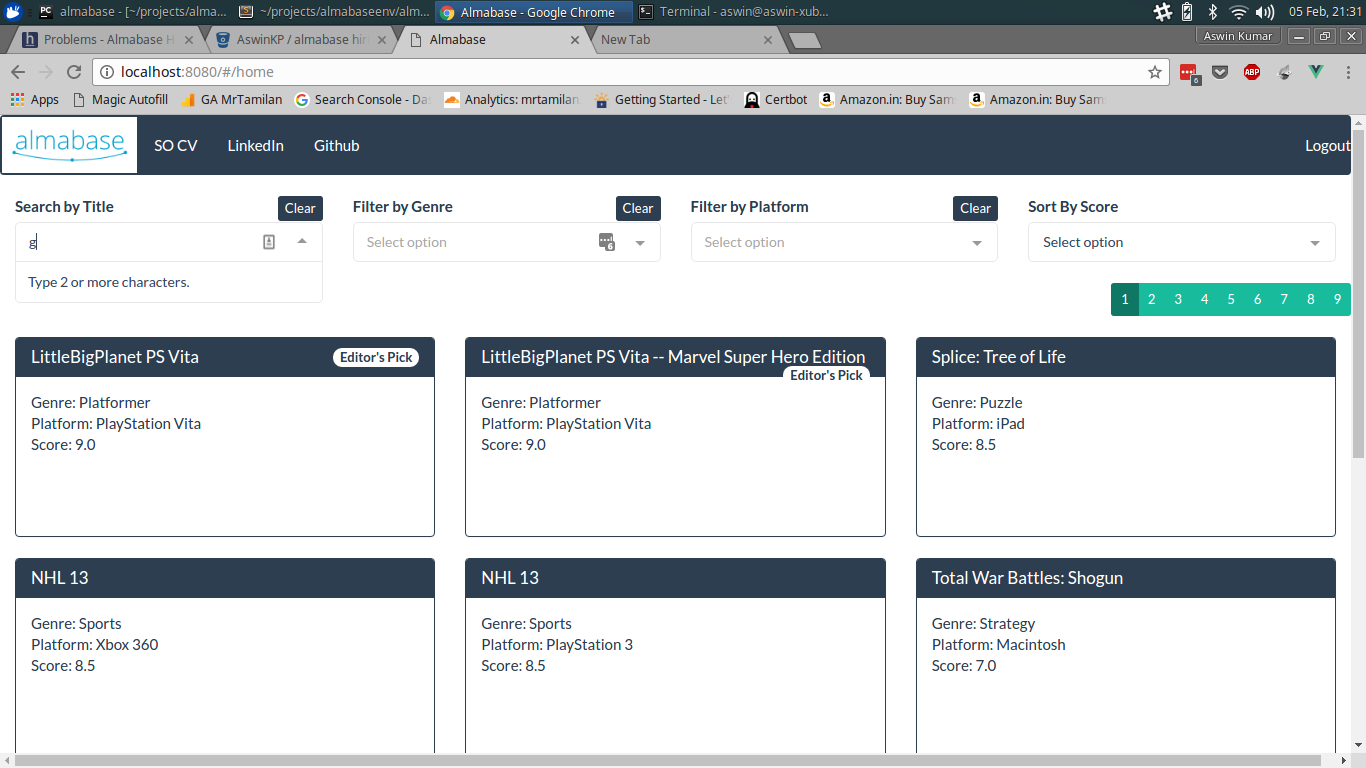 almabase - [~/projects/alma... ~/projects/almabaseenv/alm... Almabase - Google Chrome Terminal - aswin@aswin-xub... 05 Feb, 21:31
Problems - Almabase H AswinKP / almabase hiri Almabase New Tab Aswin Kumar
localhost:8080/#/home
Apps Magic Autofill GA MrTamilan Search Console - Da Analytics: mrtamilan. Getting Started - Let' Certbot Amazon.in: Buy Sam Amazon.in: Buy Sam
almabase SO CV LinkedIn Github Logout
Search by Title Clear Filter by Genre Clear Filter by Platform Clear Sort By Score
g Select option Select option Select option
Type 2 or more characters.
1 2 3 4 5 6 7 8 9
LittleBigPlanet PS Vita Editor's Pick
Genre: Platformer
Platform: PlayStation Vita
Score: 9.0
LittleBigPlanet PS Vita -- Marvel Super Hero Edition
Editor's Pick
Genre: Platformer
Platform: PlayStation Vita
Score: 9.0
Splice: Tree of Life
Genre: Puzzle
Platform: iPad
Score: 8.5
NHL 13
Genre: Sports
Platform: Xbox 360
Score: 8.5
NHL 13
Genre: Sports
Platform: PlayStation 3
Score: 8.5
Total War Battles: Shogun
Genre: Strategy
Platform: Macintosh
Score: 7.0